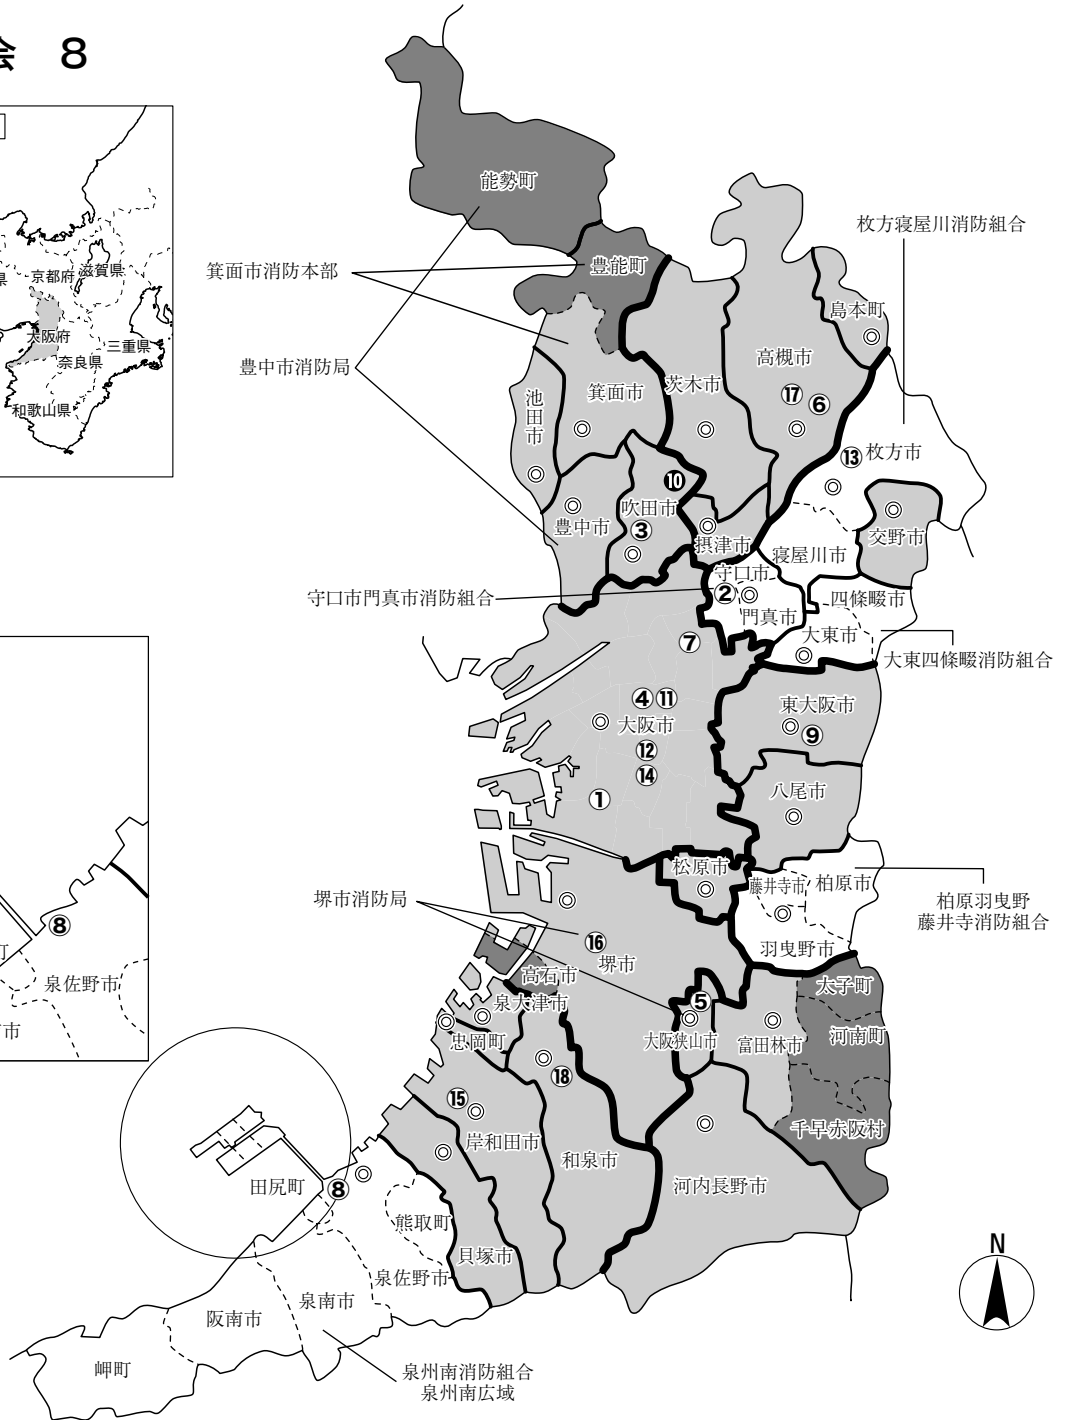 会 8
京都府
滋賀県
大阪府
三重県
奈良県
和歌山県
能勢町
枚方寝屋川消防組合
箕面市消防本部
豊能町
島本町
豊中市消防局
高槻市
池田市
箕面市
茨木市
⑰
⑥
⑬
枚方市
❿
吹田市
③
豊中市
摂津市
交野市
寝屋川市
守口市
②
守口市門真市消防組合
四條畷市
門真市
大東市
⑦
大東四條畷消防組合
④
⑪
東大阪市
大阪市
⑨
⑫
⑭
①
八尾市
松原市
藤井寺市
柏原市
堺市消防局
柏原羽曳野
藤井寺消防組合
⑧
⑯
堺市
羽曳野市
高石市
太子町
町
泉佐野市
泉大津市
⑤
市
忠岡町
大阪狭山市
富田林市
河南町
⑱
⑮
千早赤阪村
岸和田市
和泉市
田尻町
⑧
河内長野市
熊取町
貝塚市
泉佐野市
N
泉南市
阪南市
岬町
泉州南消防組合
泉州南広域